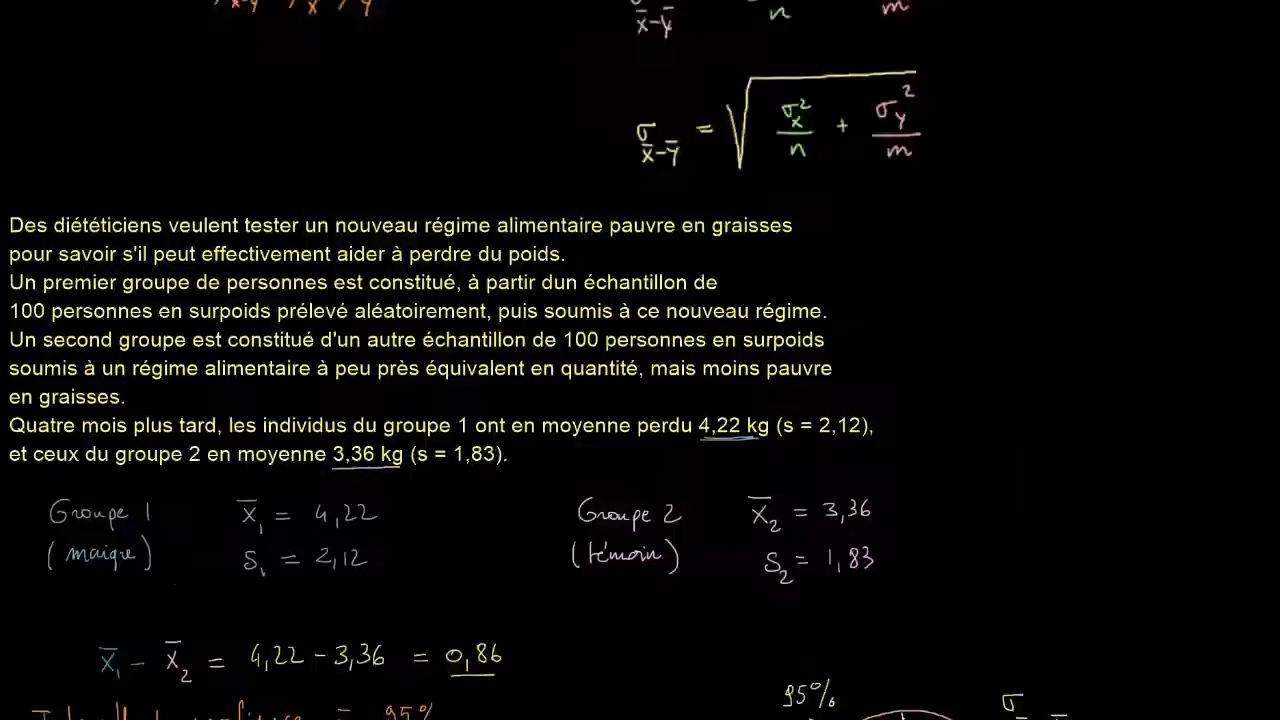 σ x̄-ȳ n m
σ x̄-ȳ = √ σx² / n + σy² / m
Des diététiciens veulent tester un nouveau régime alimentaire pauvre en graisses
pour savoir s'il peut effectivement aider à perdre du poids.
Un premier groupe de personnes est constitué, à partir dun échantillon de
100 personnes en surpoids prélevé aléatoirement, puis soumis à ce nouveau régime.
Un second groupe est constitué d'un autre échantillon de 100 personnes en surpoids
soumis à un régime alimentaire à peu près équivalent en quantité, mais moins pauvre
en graisses.
Quatre mois plus tard, les individus du groupe 1 ont en moyenne perdu 4,22 kg (s = 2,12),
et ceux du groupe 2 en moyenne 3,36 kg (s = 1,83).
Groupe 1 x̄₁ = 4,22 Groupe 2 x̄₂ = 3,36
(maigre) S₁ = 2,12 (témoin) S₂ = 1,83
x̄₁ - x̄₂ = 4,22 - 3,36 = 0,86
95% σ
95%